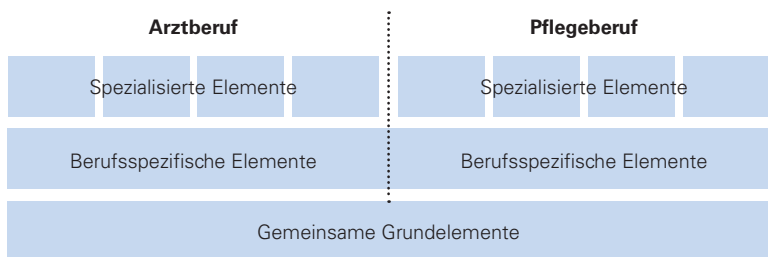 Arztberuf
Pflegeberuf
Spezialisierte Elemente
Spezialisierte Elemente
Berufsspezifische Elemente
Berufsspezifische Elemente
Gemeinsame Grundelemente